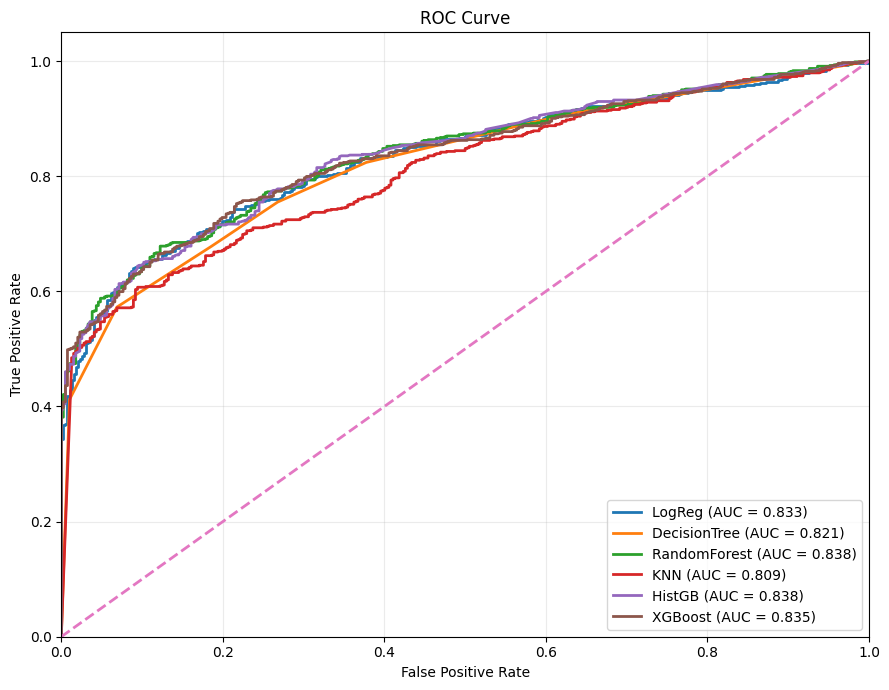 ROC Curve
True Positive Rate
1.0
0.8
0.6
0.4
0.2
0.0
0.0 0.2 0.4 0.6 0.8 1.0
False Positive Rate
LogReg (AUC = 0.833)
DecisionTree (AUC = 0.821)
RandomForest (AUC = 0.838)
KNN (AUC = 0.809)
HistGB (AUC = 0.838)
XGBoost (AUC = 0.835)